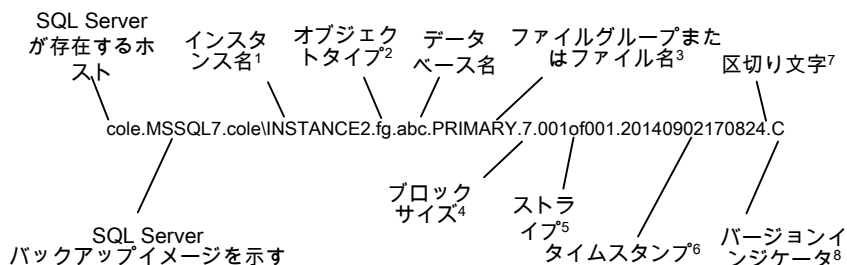 SQL Server
が存在するホ
スト
インスタ
ンス名1
オブジェク
トタイプ2
データ
ベース名
ファイルグループまた
はファイル名3
区切り文字7
cole.MSSQL7.cole\INSTANCE2.fg.abc.PRIMARY.7.001of001.20140902170824.C
SQL Server
バックアップイメージを示す
ブロック
サイズ4
ストラ
イプ5
タイムスタンプ6
バージョンイ
ンジケータ8